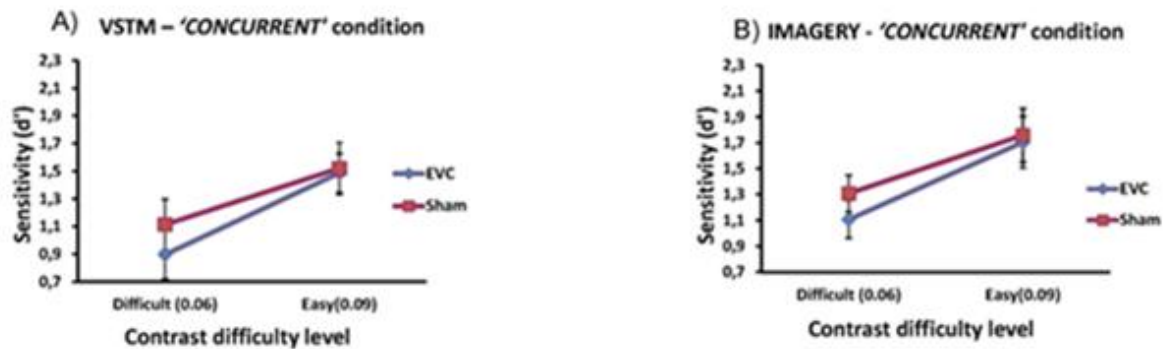 A) VSTM – 'CONCURRENT' condition
2,3
2,1
1,9
1,7
1,5
1,3
1,1
0,9
0,7
Sensitivity (d')
EVC
Sham
Difficult (0.06) Easy(0.09)
Contrast difficulty level
B) IMAGERY - 'CONCURRENT' condition
2,3
2,1
1,9
1,7
1,5
1,3
1,1
0,9
0,7
Sensitivity (d')
EVC
Sham
Difficult (0.06) Easy(0.09)
Contrast difficulty level